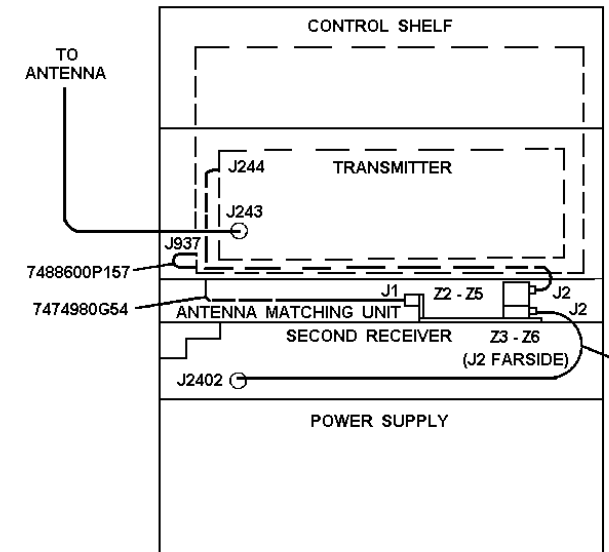 CONTROL SHELF
TO
ANTENNA
J244
TRANSMITTER
J243
J937
7488600P157
7474980G54
J1
Z2 - Z5
J2
J2
ANTENNA MATCHING UNIT
SECOND RECEIVER
Z3 - Z6
(J2 FARSIDE)
J2402
POWER SUPPLY